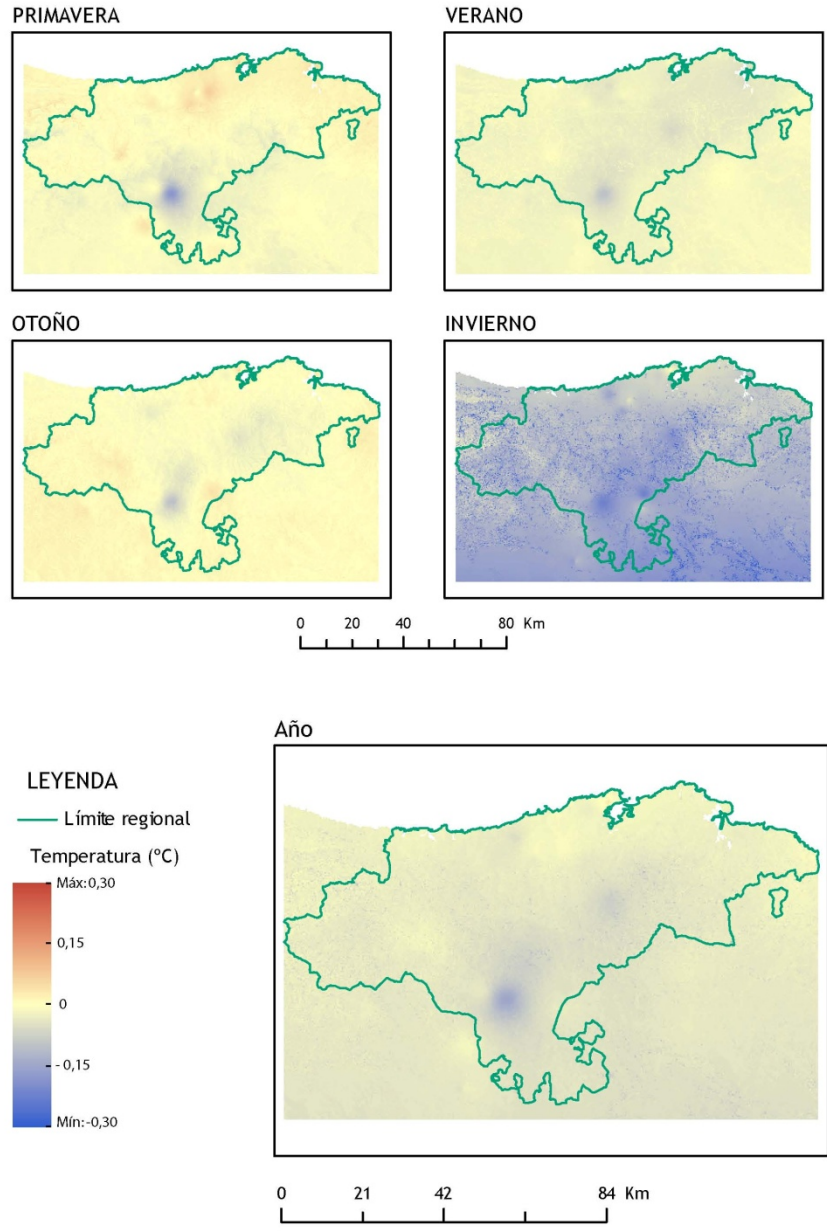 PRIMAVERA
VERANO
OTOÑO
INVIERNO
0 20 40 80 Km
Año
LEYENDA
Límite regional
Temperatura (ºC)
Máx: 0,30
0,15
0
- 0,15
Mín: -0,30
0 21 42 84 Km